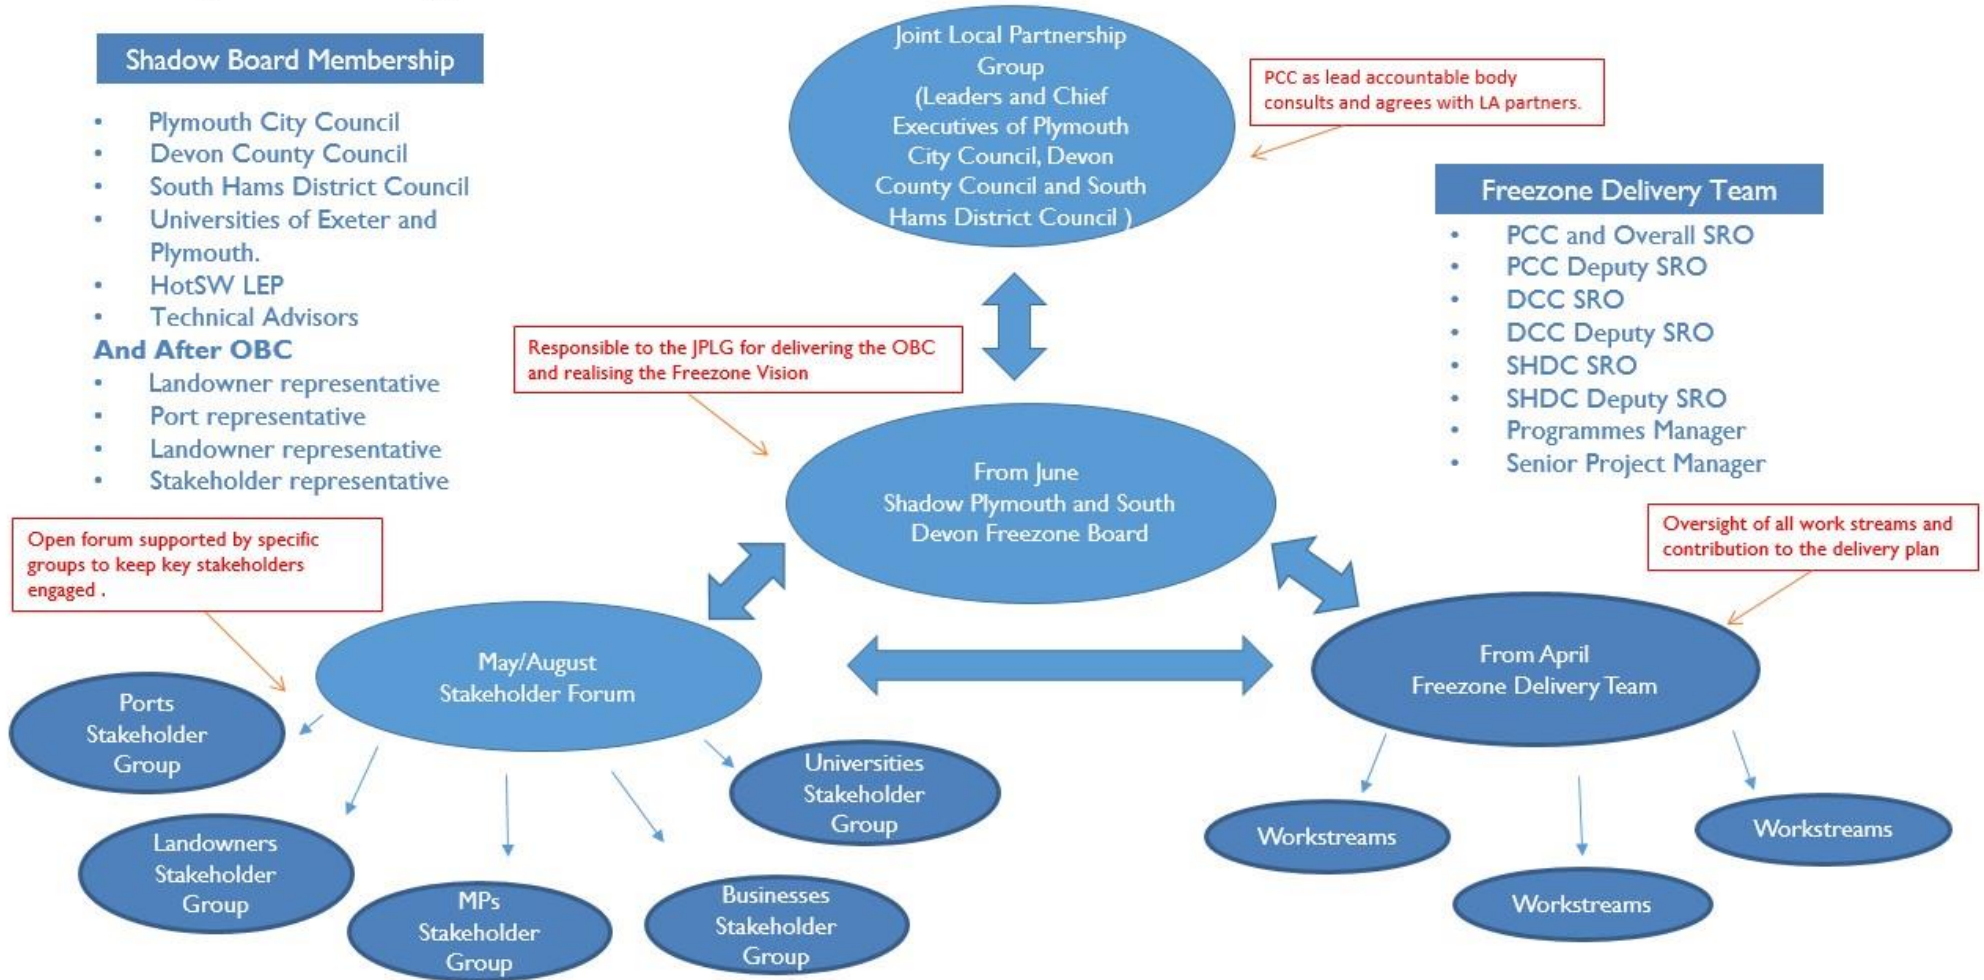 Shadow Board Membership
• Plymouth City Council
• Devon County Council
• South Hams District Council
• Universities of Exeter and
Plymouth.
• HotSW LEP
• Technical Advisors
And After OBC
• Landowner representative
• Port representative
• Landowner representative
• Stakeholder representative
Joint Local Partnership
Group
(Leaders and Chief
Executives of Plymouth
City Council, Devon
County Council and South
Hams District Council )
PCC as lead accountable body
consults and agrees with LA partners.
Freezone Delivery Team
• PCC and Overall SRO
• PCC Deputy SRO
• DCC SRO
• DCC Deputy SRO
• SHDC SRO
• SHDC Deputy SRO
• Programmes Manager
• Senior Project Manager
Responsible to the JPLG for delivering the OBC
and realising the Freezone Vision
From June
Shadow Plymouth and South
Devon Freezone Board
Open forum supported by specific
groups to keep key stakeholders
engaged .
Oversight of all work streams and
contribution to the delivery plan
May/August
Stakeholder Forum
From April
Freezone Delivery Team
Ports
Stakeholder
Group
Landowners
Stakeholder
Group
MPs
Stakeholder
Group
Businesses
Stakeholder
Group
Universities
Stakeholder
Group
Workstreams
Workstreams
Workstreams